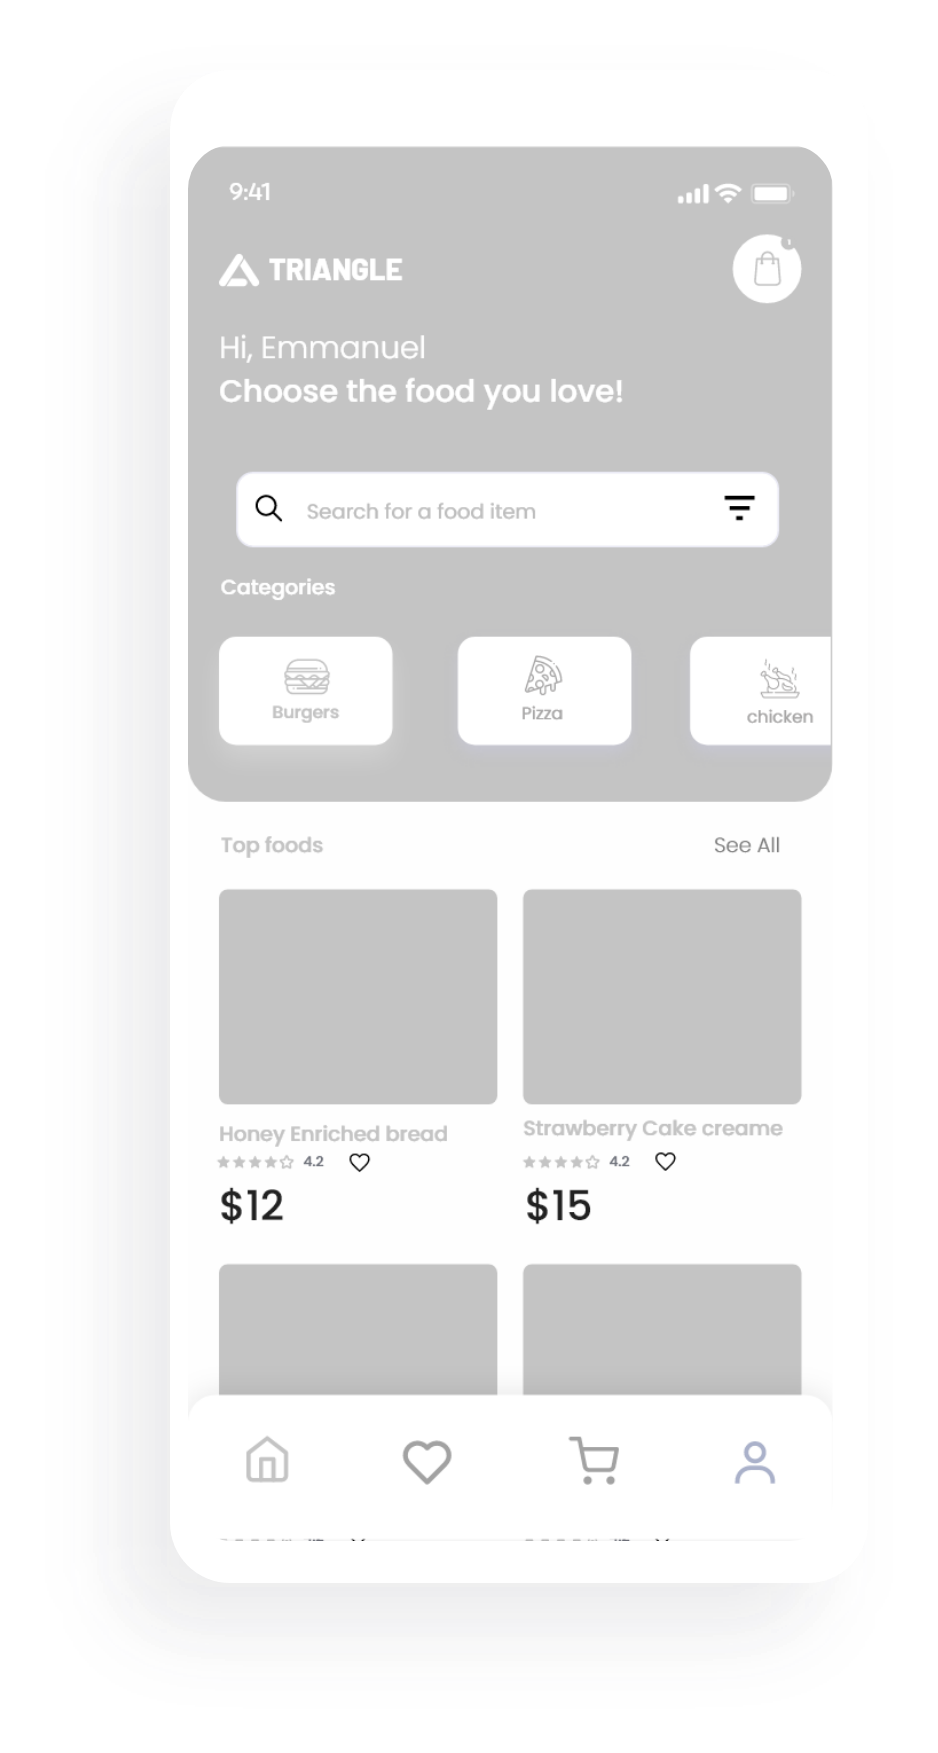 9:41
TRIANGLE
1
Hi, Emmanuel
Choose the food you love!
Search for a food item
Categories
Burgers
Pizza
chicken
Top foods
See All
Honey Enriched bread
Strawberry Cake creame
4.2
4.2
$12
$15